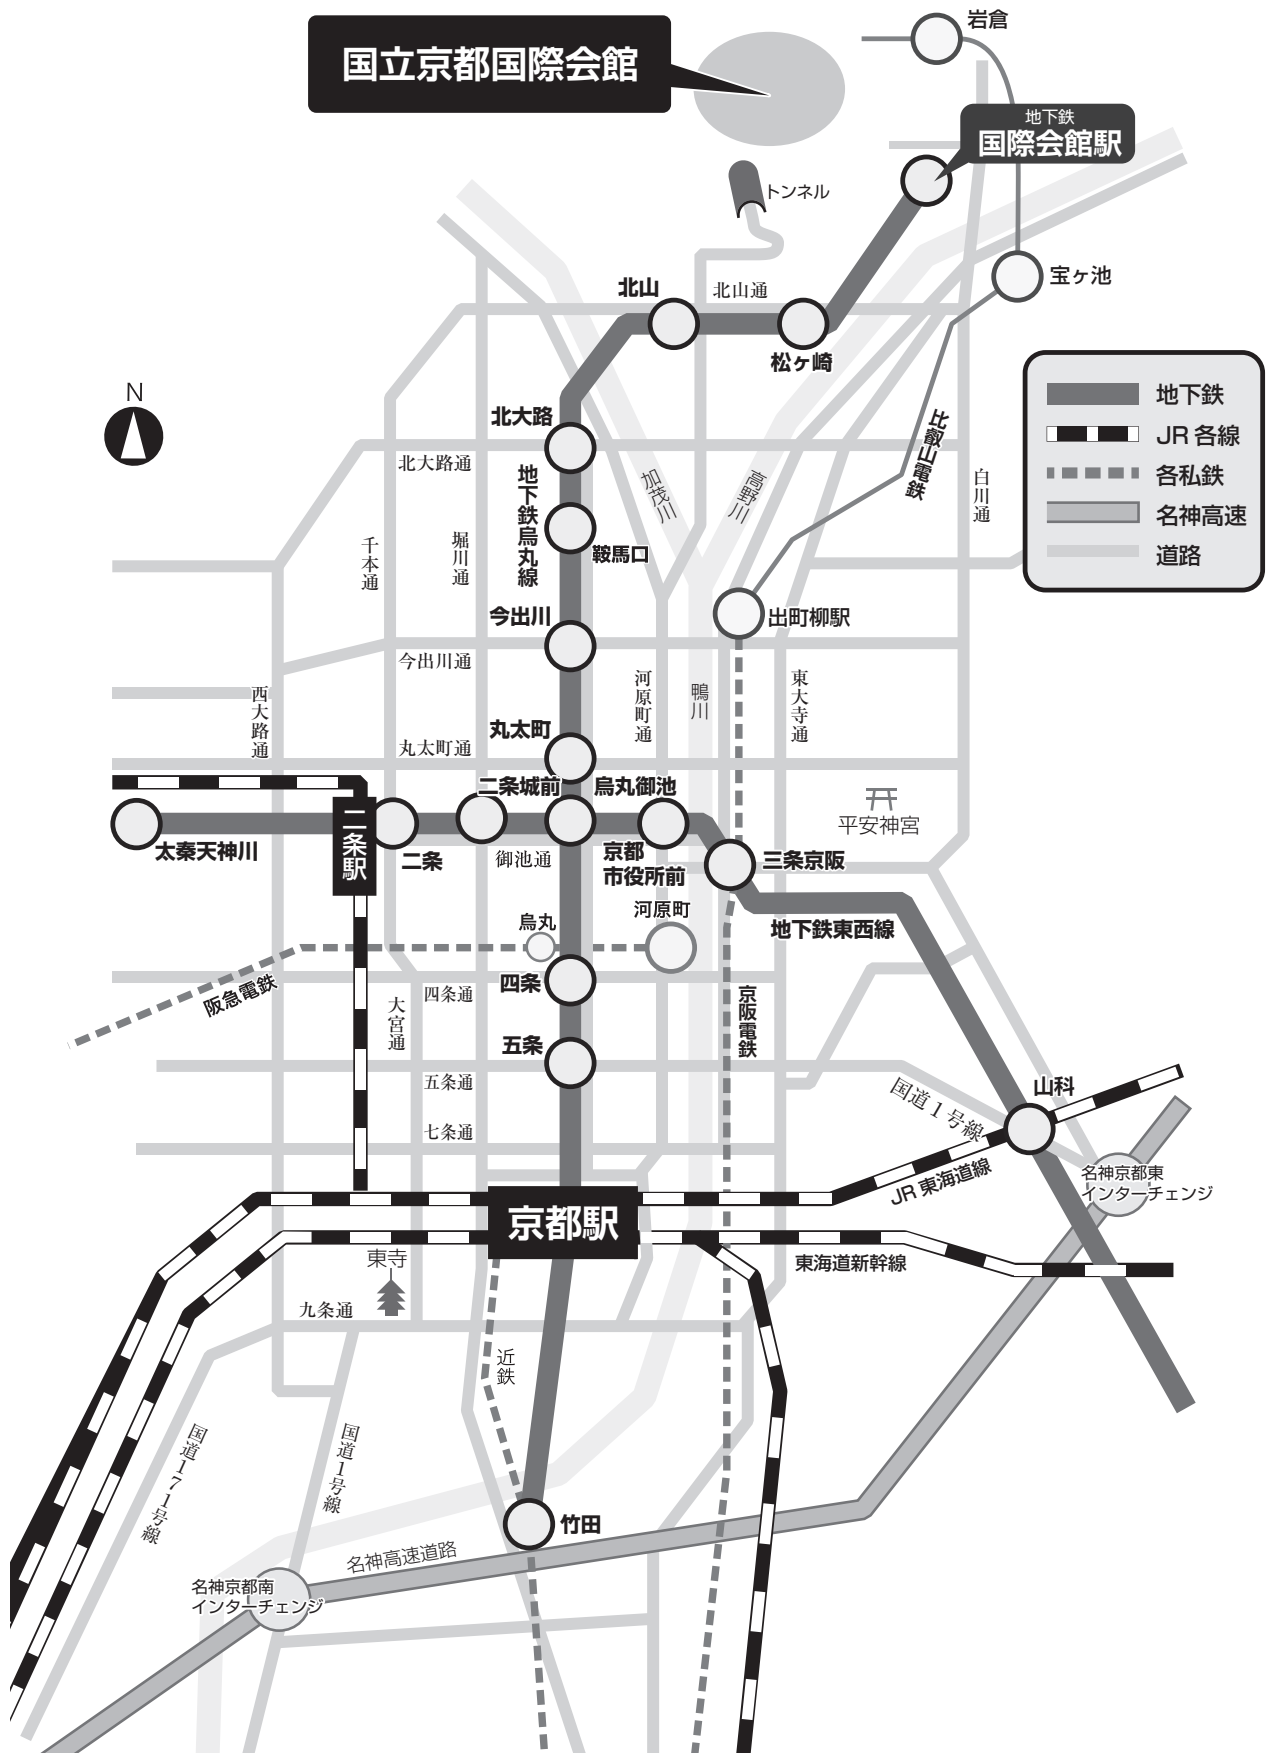 岩倉
国立京都国際会館
地下鉄
国際会館駅
トンネル
宝ヶ池
北山
北山通
松ヶ崎
N
地下鉄
JR各線
各私鉄
名神高速
道路
北大路
北大路通
比叡山電鉄
加茂川
高野川
白川通
地下鉄烏丸線
千本通
堀川通
鞍馬口
今出川
出町柳駅
今出川通
西大路通
河原町通
鴨川
東大寺通
丸太町
丸太町通
二条城前
烏丸御池
平安神宮
太秦天神川
二条駅
二条
御池通
京都
市役所前
三条京阪
烏丸
河原町
地下鉄東西線
阪急電鉄
四条
四条通
大宮通
京阪電鉄
五条
五条通
山科
国道1号線
七条通
JR東海道線
名神京都東
インターチェンジ
京都駅
東寺
東海道新幹線
九条通
近鉄
国道171号線
国道1号線
竹田
名神高速道路
名神京都南
インターチェンジ